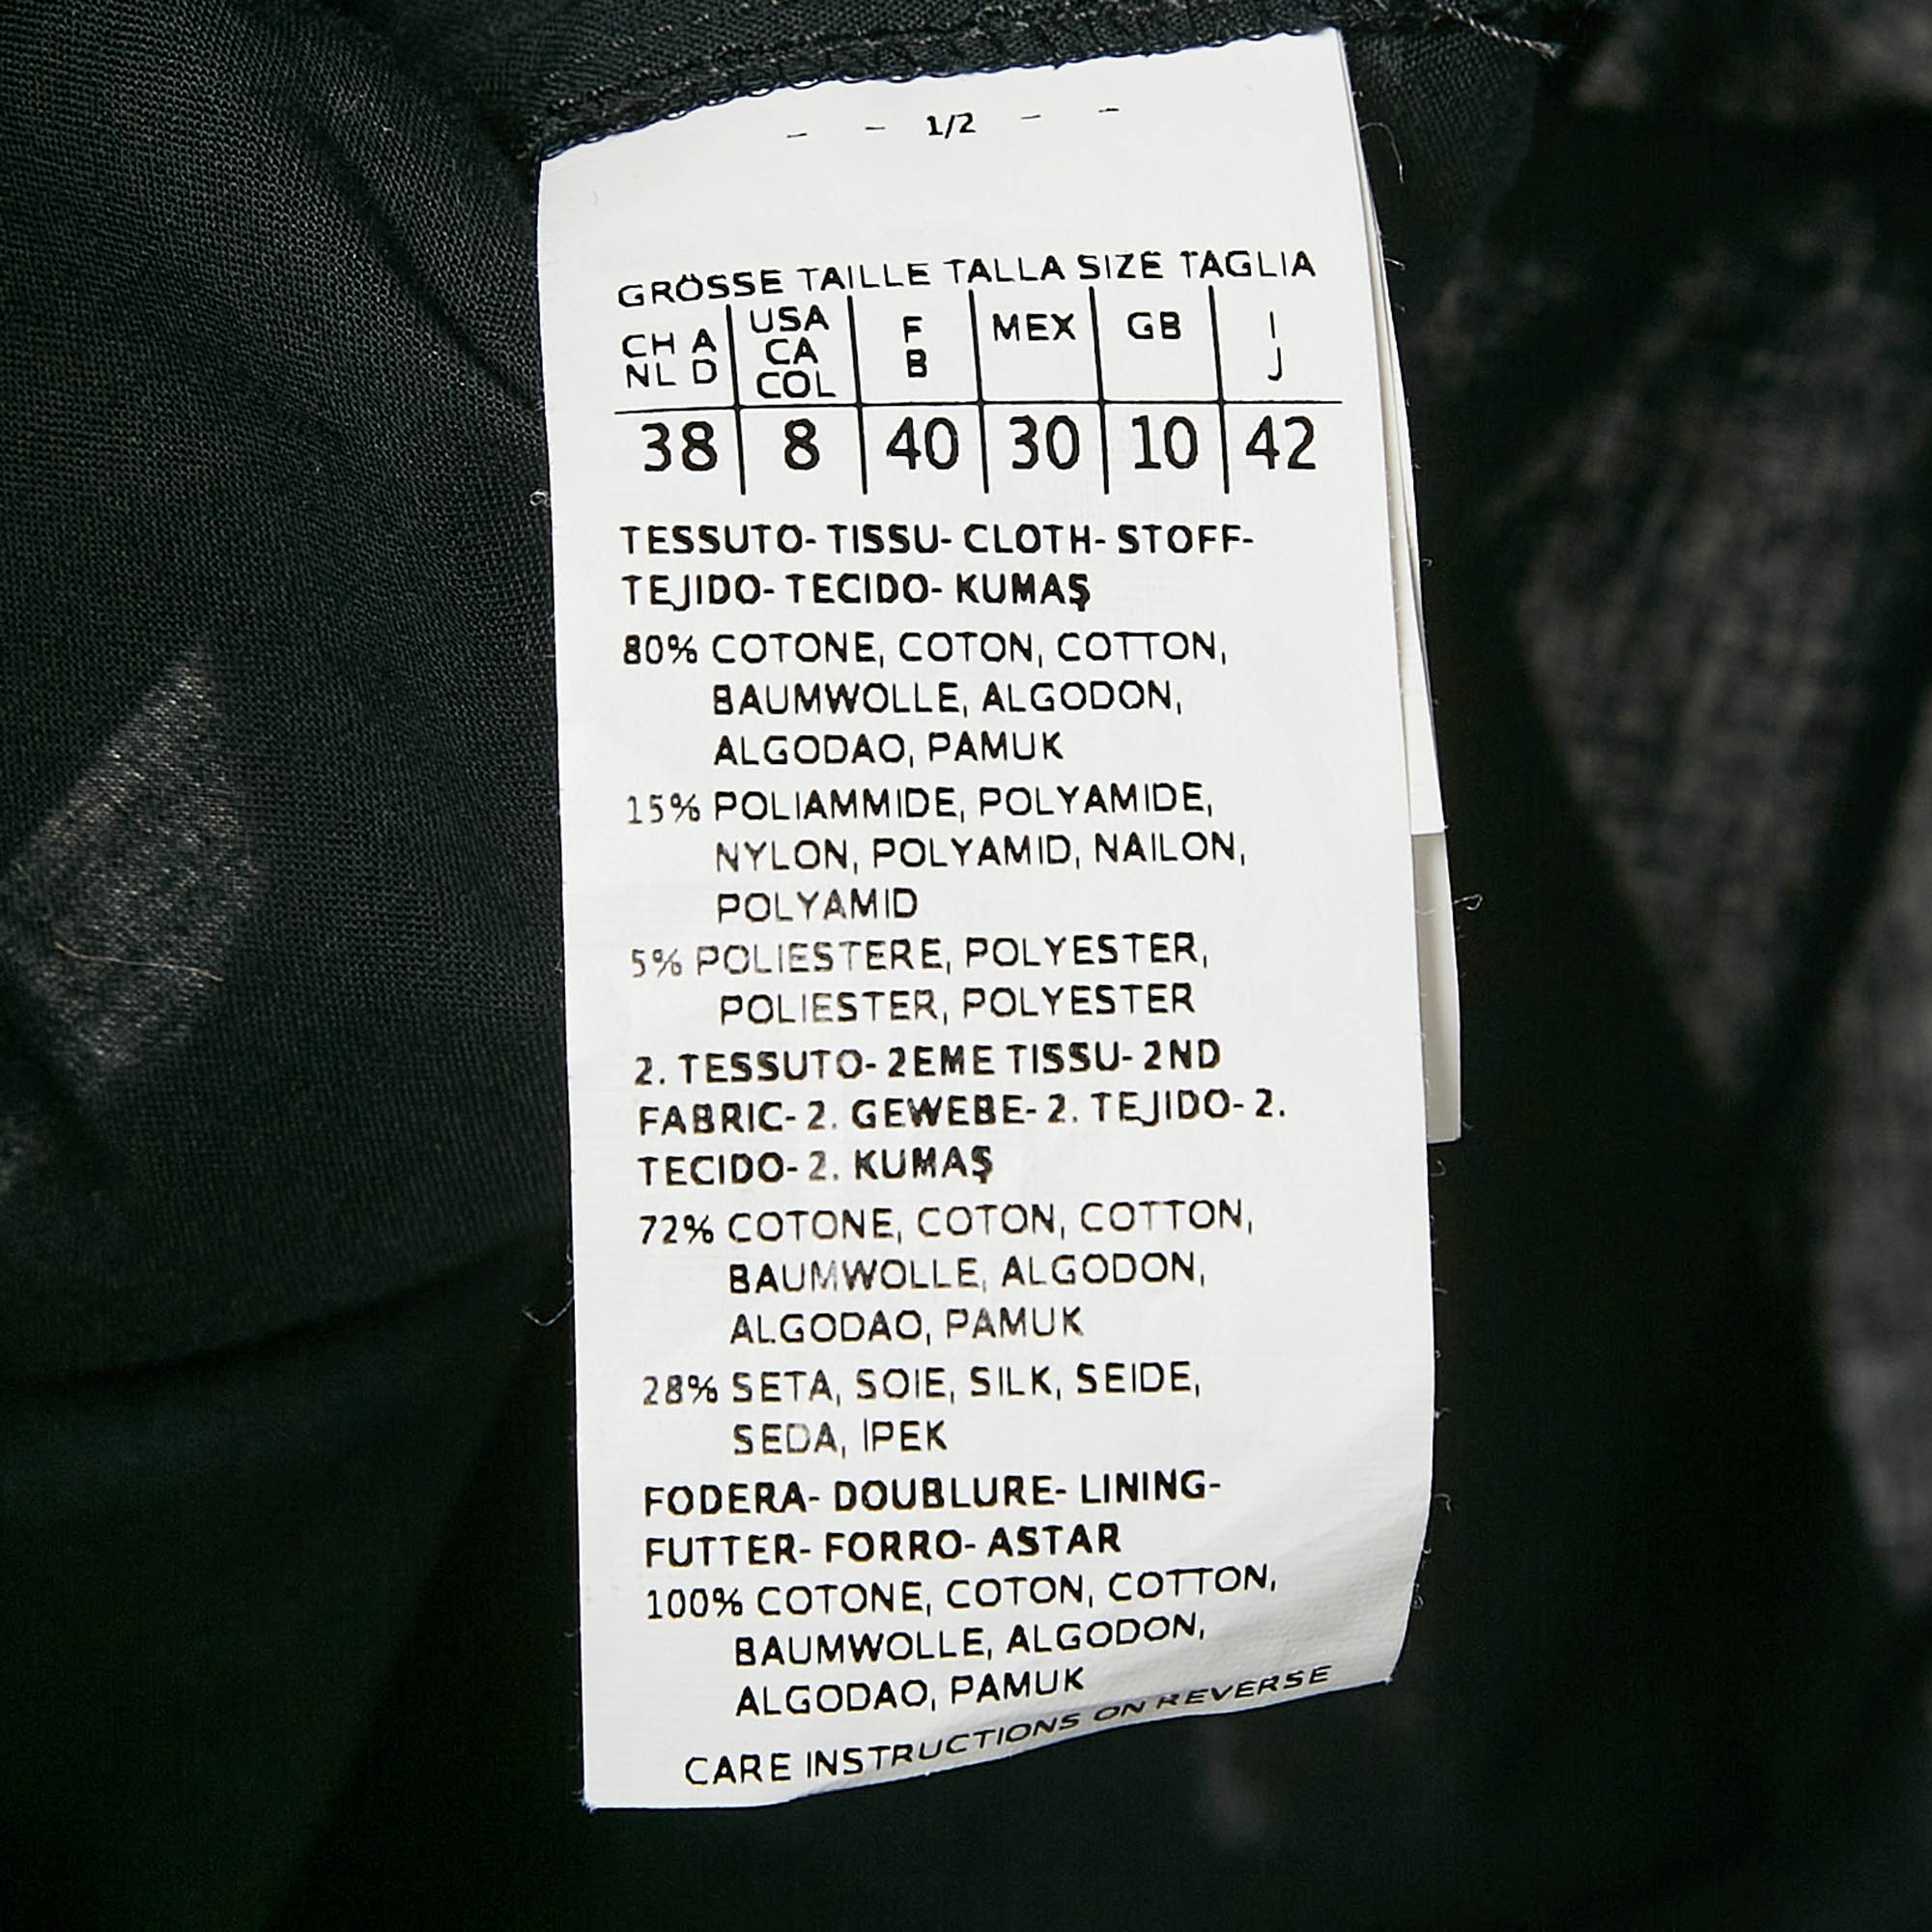 - - 1/2 - -
GRÖSSE TAILLE TALLA SIZE TAGLIA
CH A NL D | USA CA COL | F B | MEX | GB | I J
38 | 8 | 40 | 30 | 10 | 42
TESSUTO- TISSU- CLOTH- STOFF-
TEJIDO- TECIDO- KUMAŞ
80% COTONE, COTON, COTTON,
BAUMWOLLE, ALGODON,
ALGODAO, PAMUK
15% POLIAMMIDE, POLYAMIDE,
NYLON, POLYAMID, NAILON,
POLYAMID
5% POLIESTERE, POLYESTER,
POLIESTER, POLYESTER
2. TESSUTO- 2EME TISSU- 2ND
FABRIC- 2. GEWEBE- 2. TEJIDO- 2.
TECIDO- 2. KUMAŞ
72% COTONE, COTON, COTTON,
BAUMWOLLE, ALGODON,
ALGODAO, PAMUK
28% SETA, SOIE, SILK, SEIDE,
SEDA, IPEK
FODERA- DOUBLURE- LINING-
FUTTER- FORRO- ASTAR
100% COTONE, COTON, COTTON,
BAUMWOLLE, ALGODON,
ALGODAO, PAMUK
CARE INSTRUCTIONS ON REVERSE